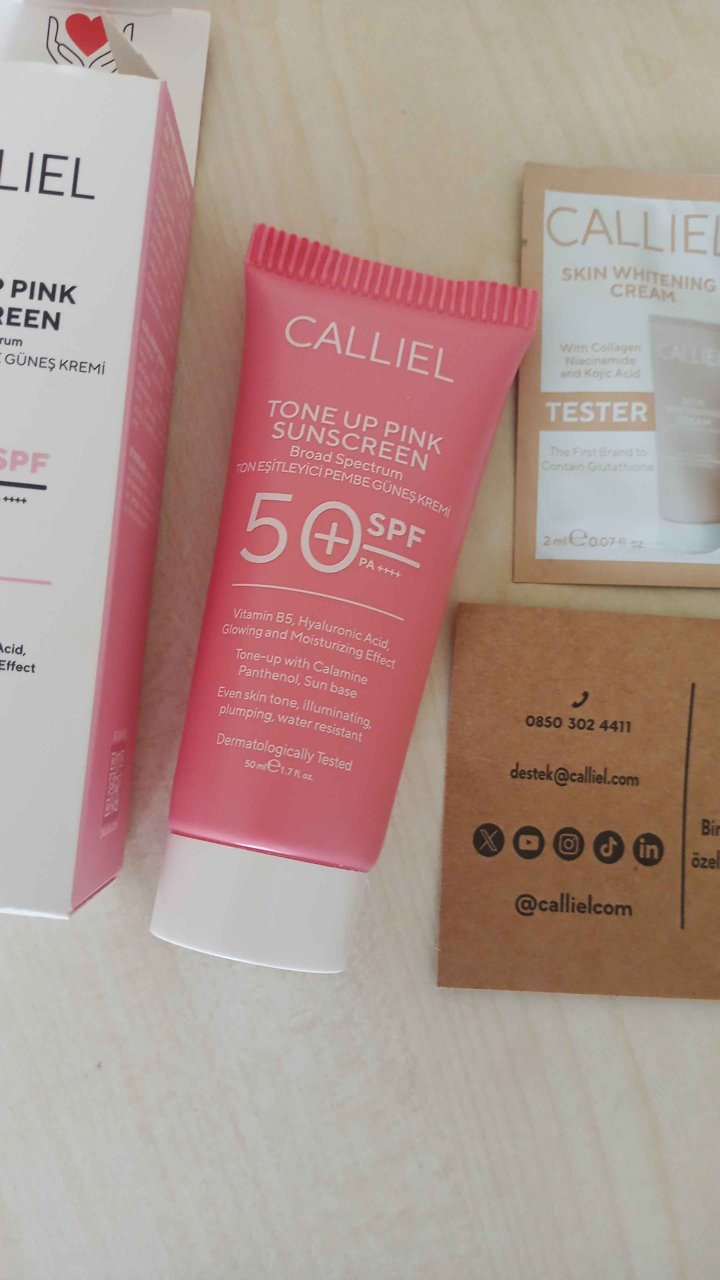 LLIEL
P PINK
REEN
rum
E GÜNEŞ KREMİ
SPF
++++
Acid,
Effect
CALLIEL
TONE UP PINK
SUNSCREEN
Broad Spectrum
TON EŞİTLEYİCİ PEMBE GÜNEŞ KREMİ
50+ SPF
PA ++++
Vitamin B5, Hyaluronic Acid,
Glowing and Moisturizing Effect
Tone-up with Calamine
Panthenol, Sun base
Even skin tone, illuminating,
plumping, water resistant
Dermatologically Tested
50 ml ℮ 1.7 fl. oz.
CALLIEL
SKIN WHITENING
CREAM
With Collagen
Niacinamide
and Kojic Acid
TESTER
The First Brand to
Contain Glutathione
2 ml ℮ 0.07 fl. oz.
CALLIEL
0850 302 4411
destek@calliel.com
@callielcom
Bir
özel